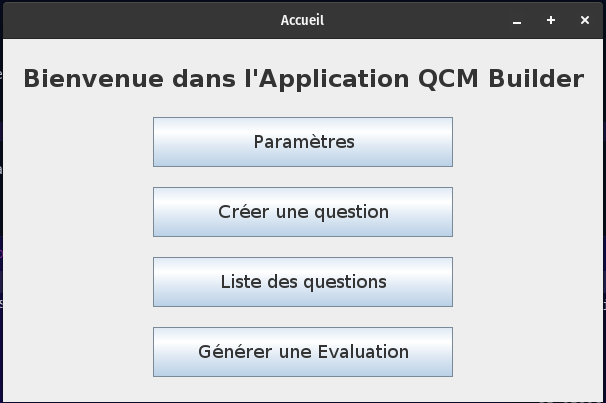 Accueil
Bienvenue dans l'Application QCM Builder
Paramètres
Créer une question
Liste des questions
Générer une Evaluation